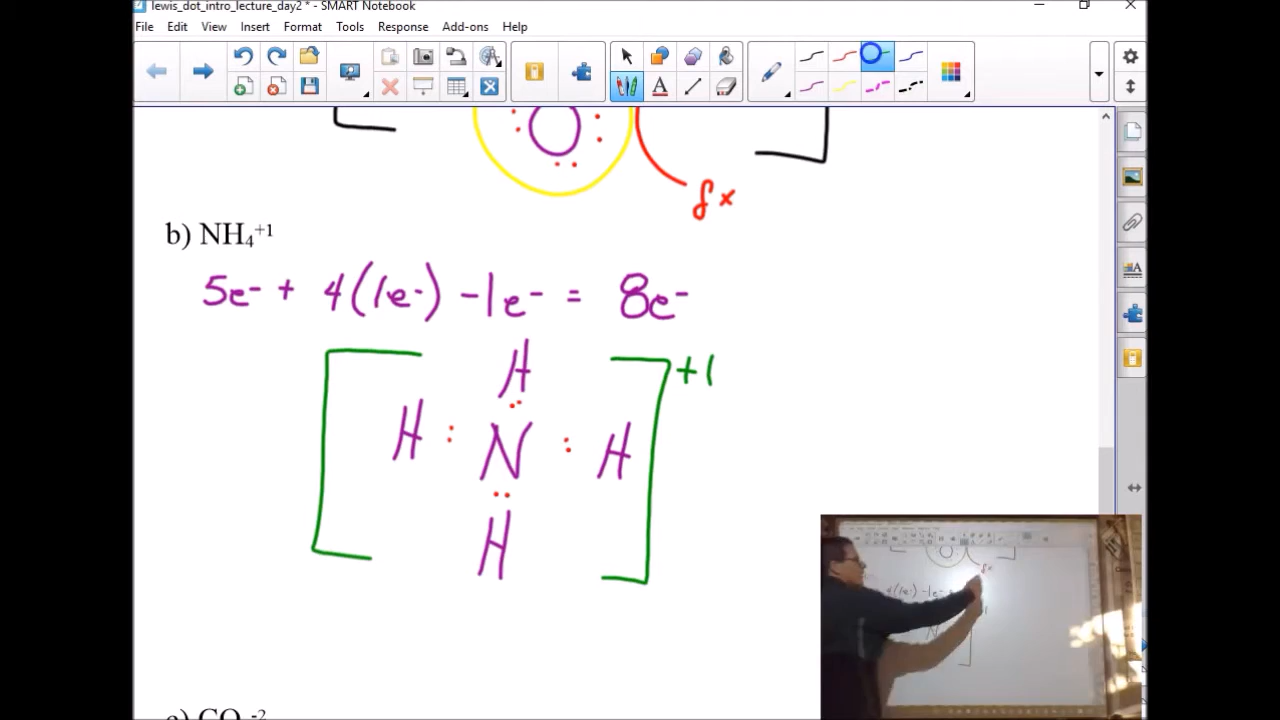 lewis_dot_intro_lecture_day2 * - SMART Notebook
File Edit View Insert Format Tools Response Add-ons Help
8x
b) NH₄⁺¹
5e⁻ + 4(1e⁻) -1e⁻ = 8e⁻
H
+1
H : N : H
H